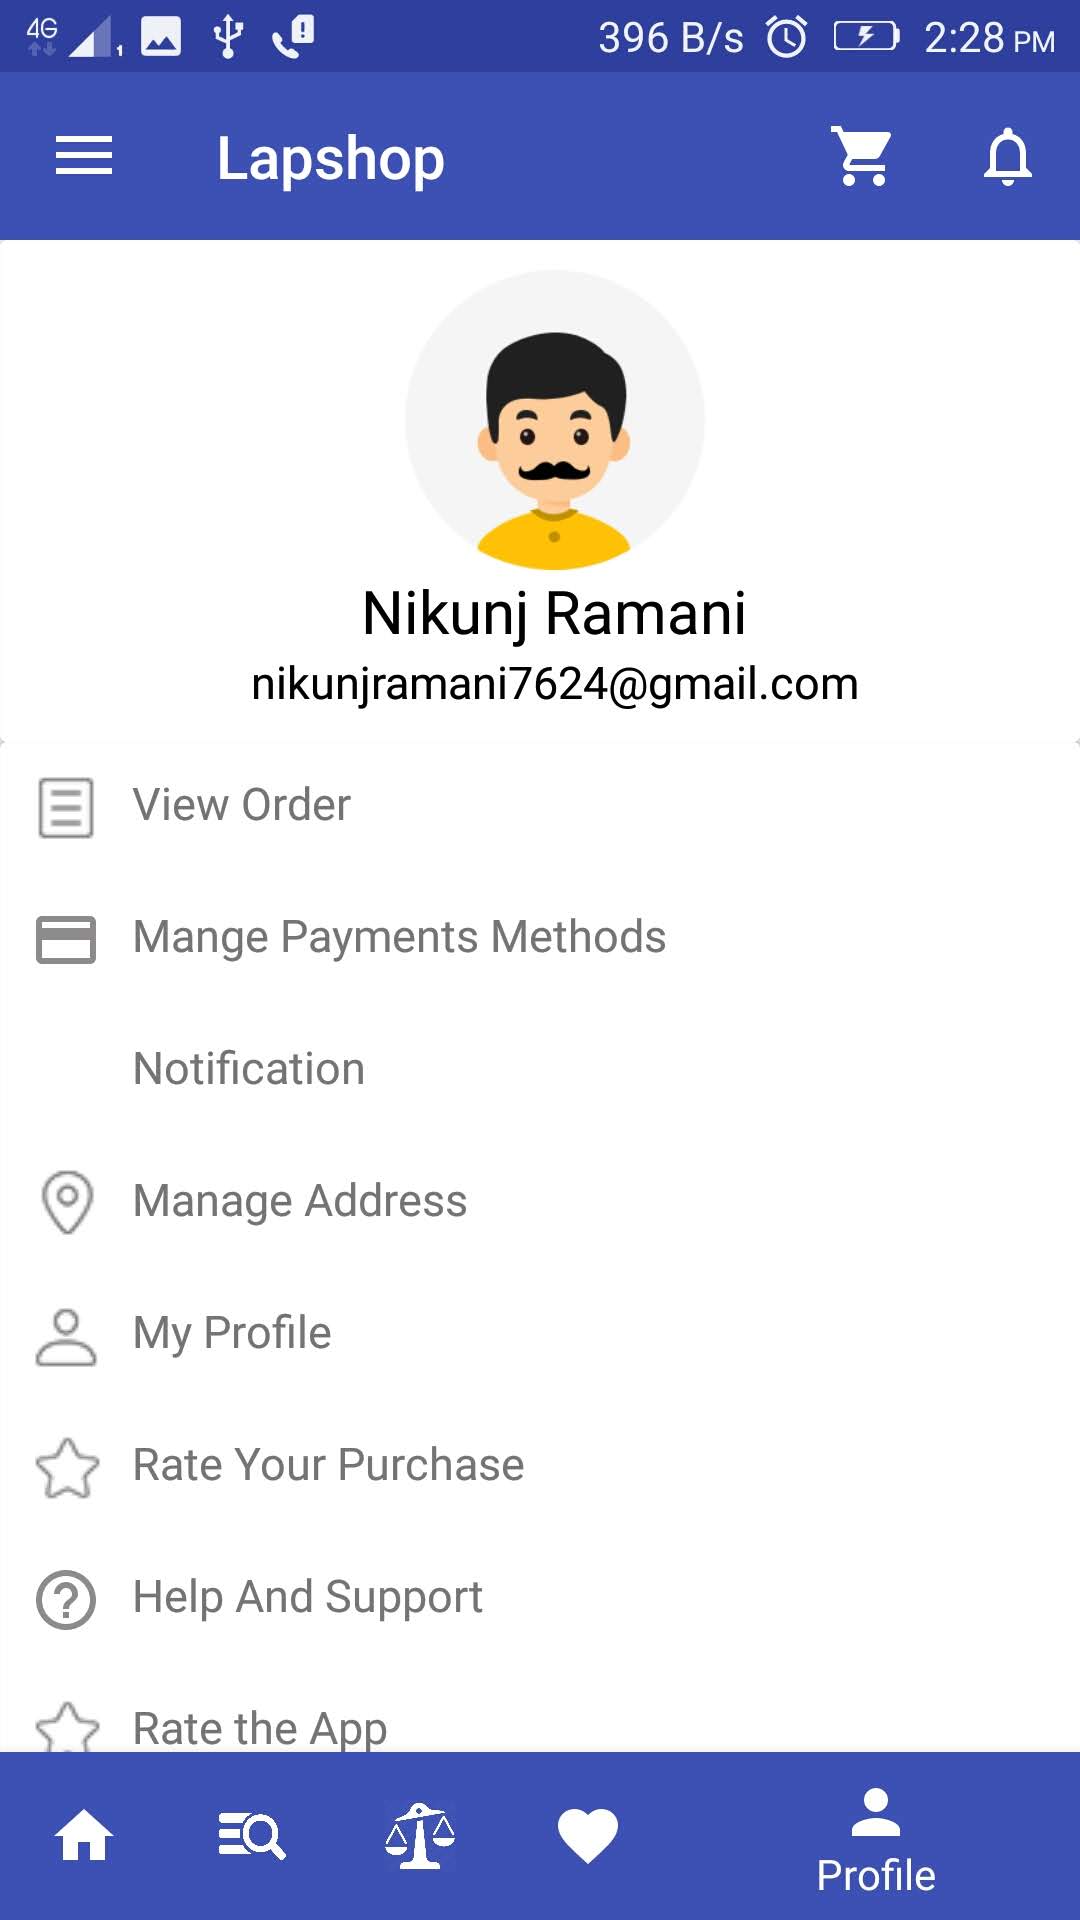 4G 1 396 B/s 2:28 PM
Lapshop
Nikunj Ramani
nikunjramani7624@gmail.com
View Order
Mange Payments Methods
Notification
Manage Address
My Profile
Rate Your Purchase
Help And Support
Rate the App
Profile